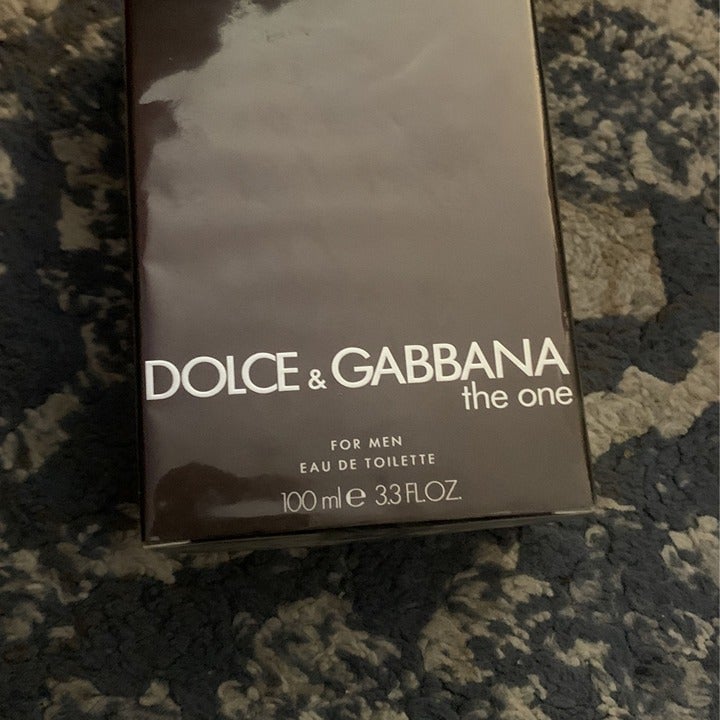 DOLCE & GABBANA
the one
FOR MEN
EAU DE TOILETTE
100 ml e 3.3 FL.OZ.